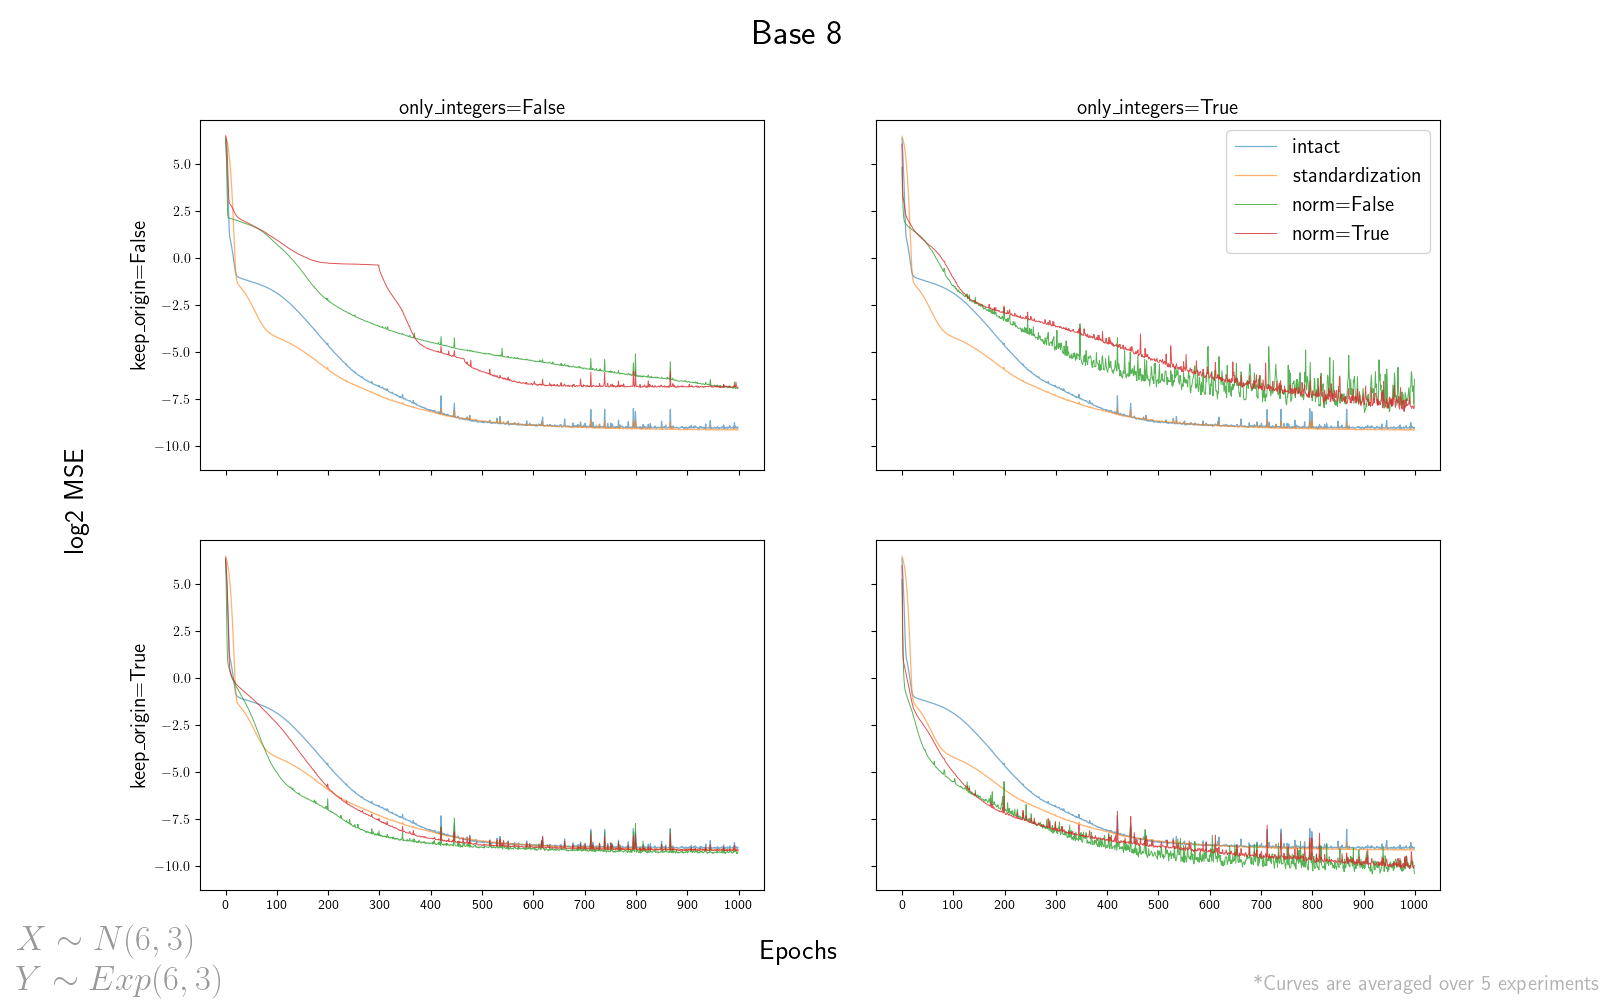 Base 8
only_integers=False
only_integers=True
intact
standardization
norm=False
norm=True
keep_origin=False
5.0
2.5
0.0
−2.5
−5.0
−7.5
−10.0
log2 MSE
keep_origin=True
5.0
2.5
0.0
−2.5
−5.0
−7.5
−10.0
0 100 200 300 400 500 600 700 800 900 1000
0 100 200 300 400 500 600 700 800 900 1000
Epochs
X ∼ N(6, 3)
Y ∼ Exp(6, 3)
*Curves are averaged over 5 experiments